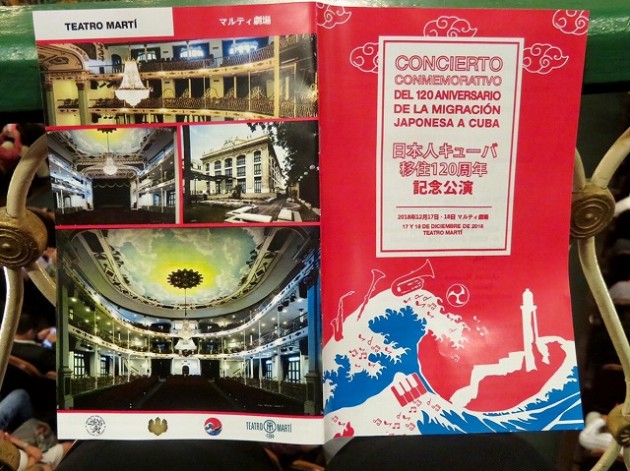 TEATRO MARTÍ
マルティ劇場
CONCIERTO
CONMEMORATIVO
DEL 120 ANIVERSARIO
DE LA MIGRACIÓN
JAPONESA A CUBA
日本人キューバ
移住120周年
記念公演
2018年12月17日・18日 マルティ劇場
17 Y 18 DE DICIEMBRE DE 2018
TEATRO MARTÍ
TEATRO MARTÍ